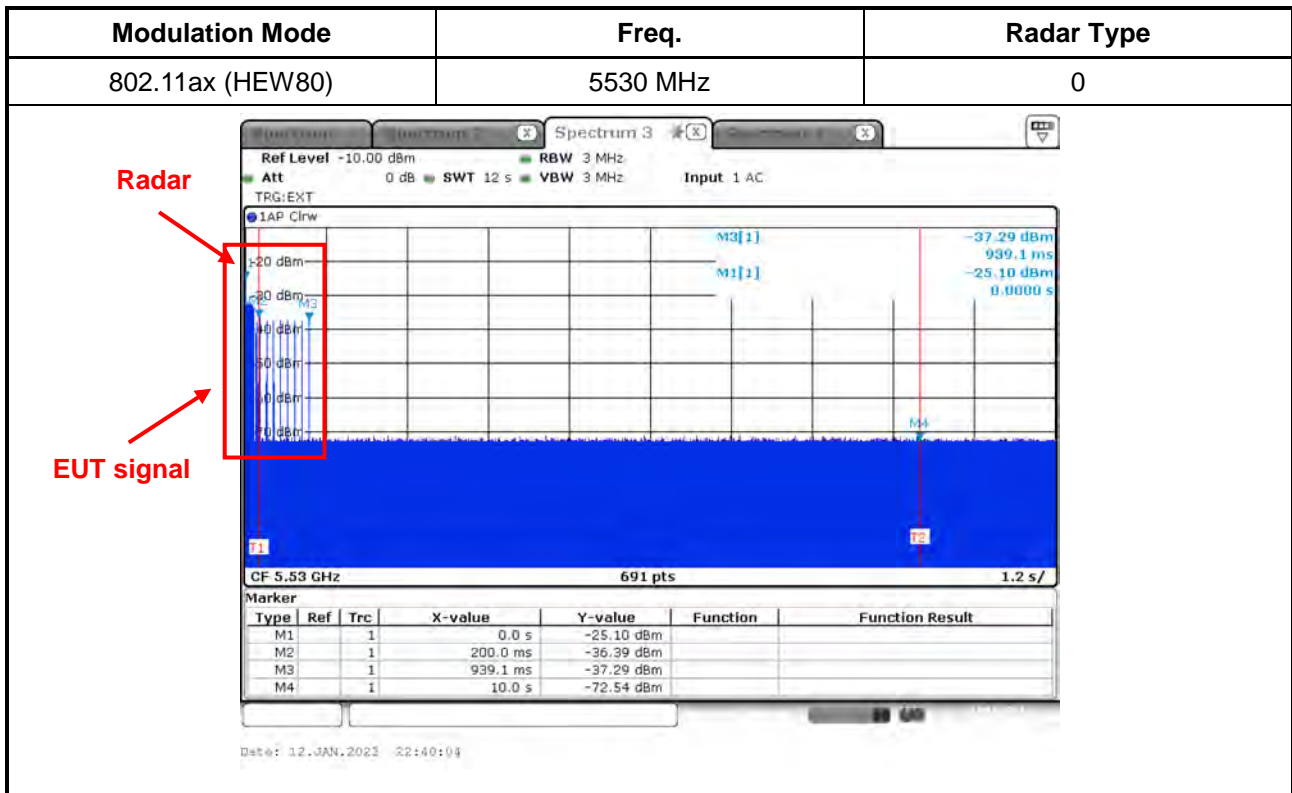 Modulation Mode Freq. Radar Type
802.11ax (HEW80) 5530 MHz 0
Spectrum 3
Ref Level -10.00 dBm RBW 3 MHz
Att 0 dB SWT 12 s VBW 3 MHz Input 1 AC
TRG:EXT
1AP Clrw
Radar
M3[1] -37.29 dBm
939.1 ms
-20 dBm
M1[1] -25.10 dBm
0.0000 s
-30 dBm
M3
M4
EUT signal
T1
T2
CF 5.53 GHz 691 pts 1.2 s/
Marker
Type Ref Trc X-value Y-value Function Function Result
M1 1 0.0 s -25.10 dBm
M2 1 200.0 ms -36.39 dBm
M3 1 939.1 ms -37.29 dBm
M4 1 10.0 s -72.54 dBm
Date: 12.JAN.2023 22:40:04